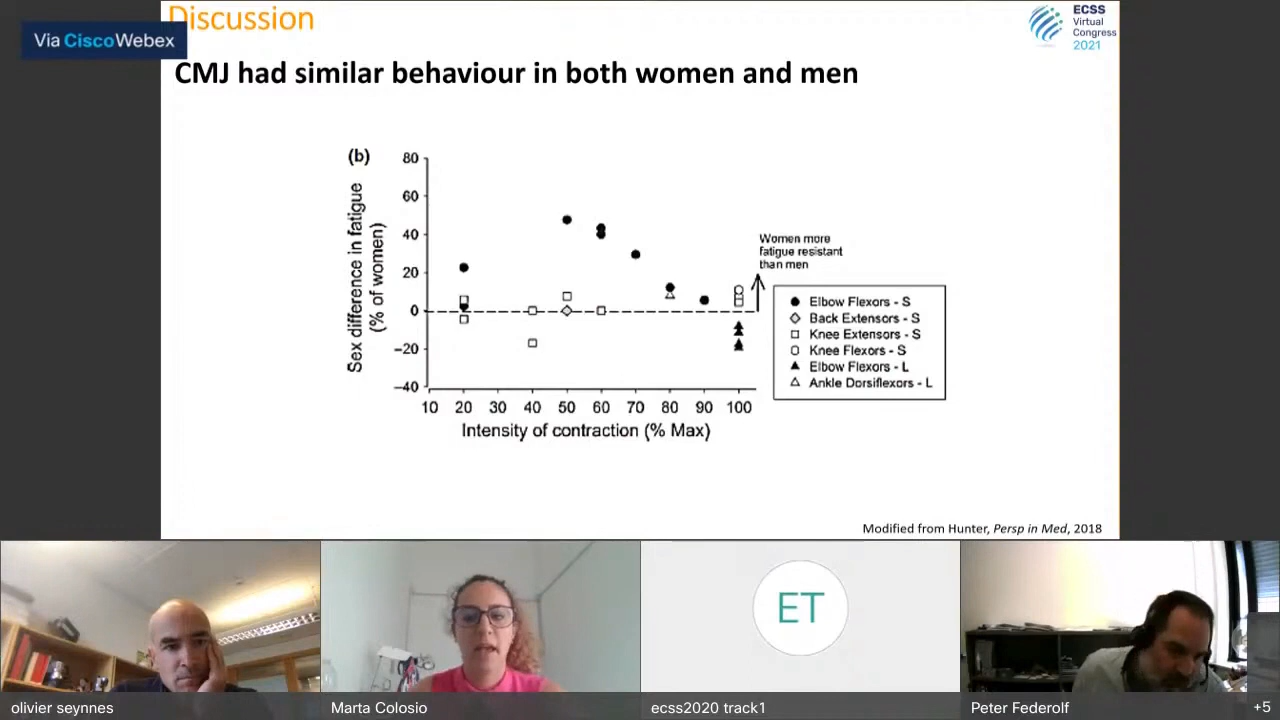 Discussion
Via CiscoWebex
ECSS
Virtual
Congress
2021
CMJ had similar behaviour in both women and men
(b)
Sex difference in fatigue
(% of women)
80
60
40
20
0
−20
−40
10 20 30 40 50 60 70 80 90 100
Intensity of contraction (% Max)
Women more
fatigue resistant
than men
Elbow Flexors - S
Back Extensors - S
Knee Extensors - S
Knee Flexors - S
Elbow Flexors - L
Ankle Dorsiflexors - L
Modified from Hunter, Persp in Med, 2018
ET
olivier seynnes
Marta Colosio
ecss2020 track1
Peter Federolf
+5